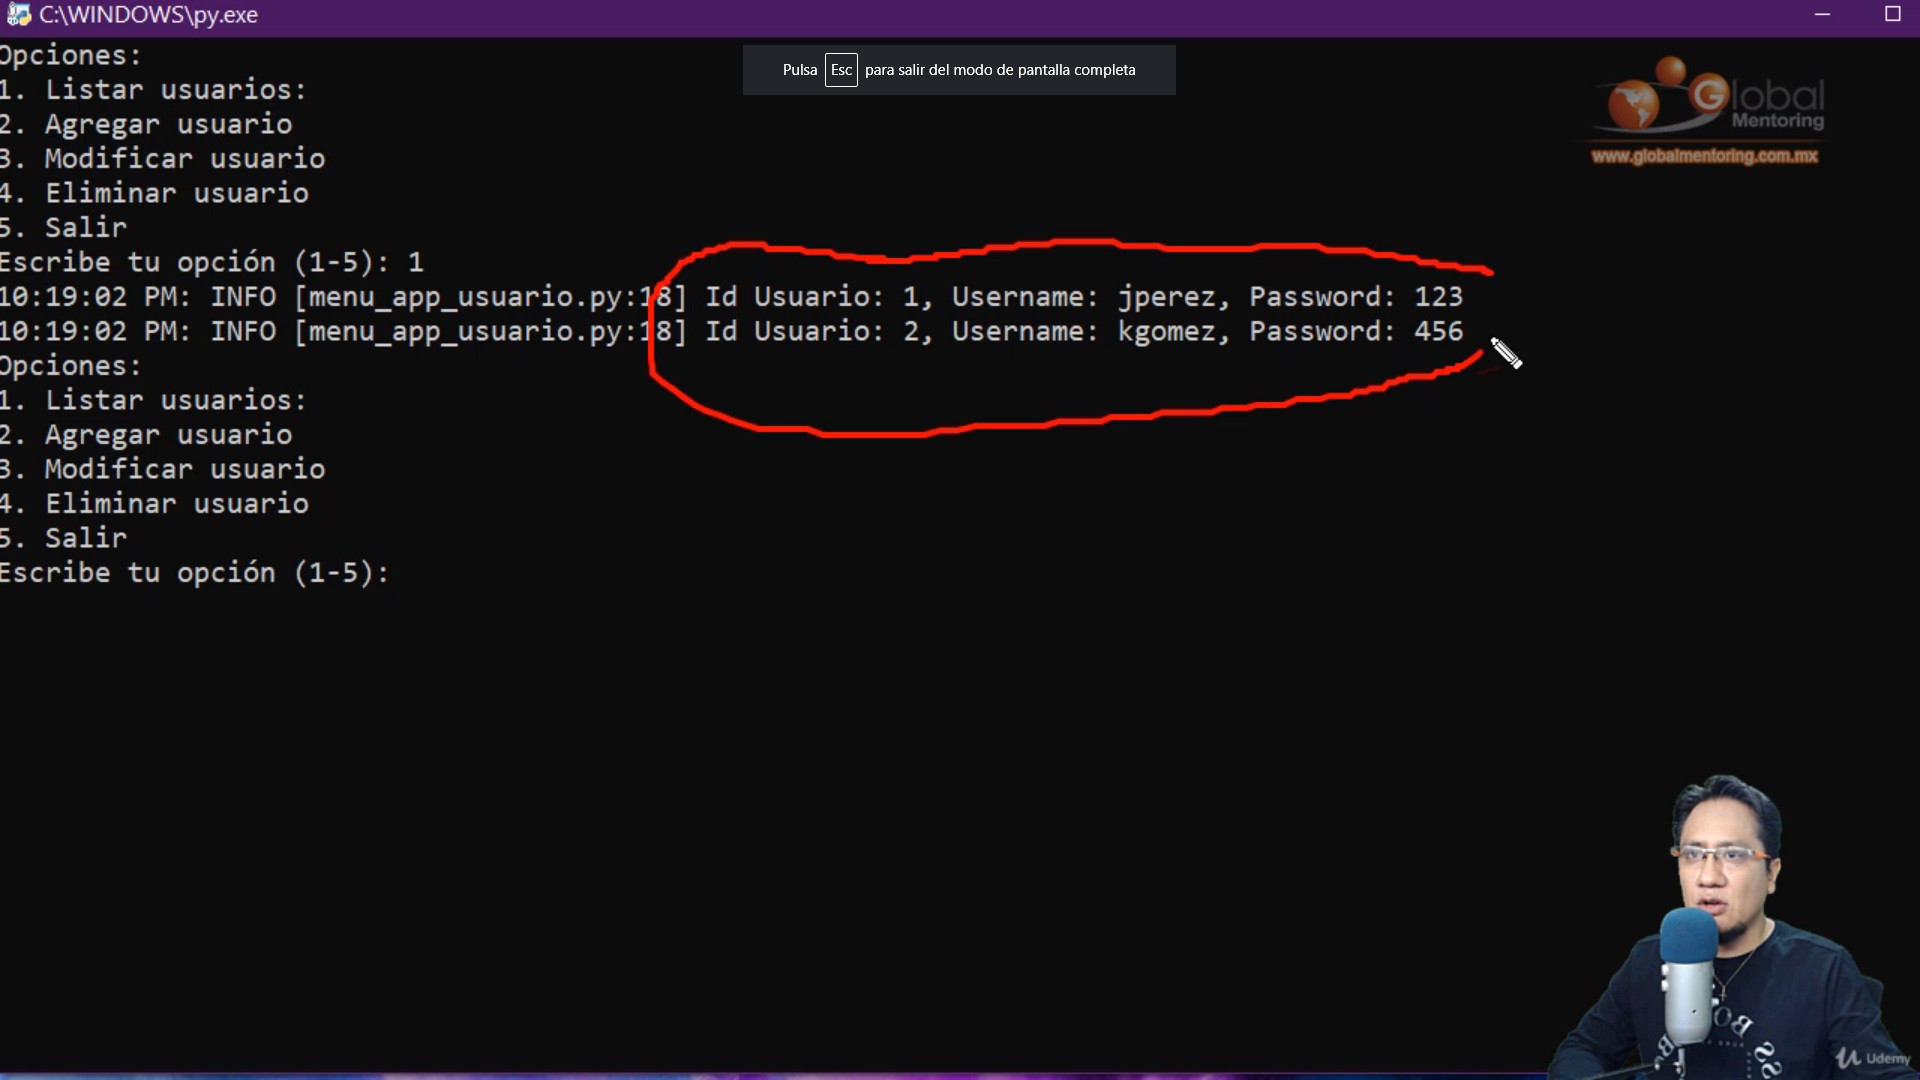 C:\WINDOWS\py.exe
Pulsa Esc para salir del modo de pantalla completa
Global
Mentoring
www.globalmentoring.com.mx
Opciones:
1. Listar usuarios:
2. Agregar usuario
3. Modificar usuario
4. Eliminar usuario
5. Salir
Escribe tu opción (1-5): 1
10:19:02 PM: INFO [menu_app_usuario.py:18] Id Usuario: 1, Username: jperez, Password: 123
10:19:02 PM: INFO [menu_app_usuario.py:18] Id Usuario: 2, Username: kgomez, Password: 456
Opciones:
1. Listar usuarios:
2. Agregar usuario
3. Modificar usuario
4. Eliminar usuario
5. Salir
Escribe tu opción (1-5):
Udemy